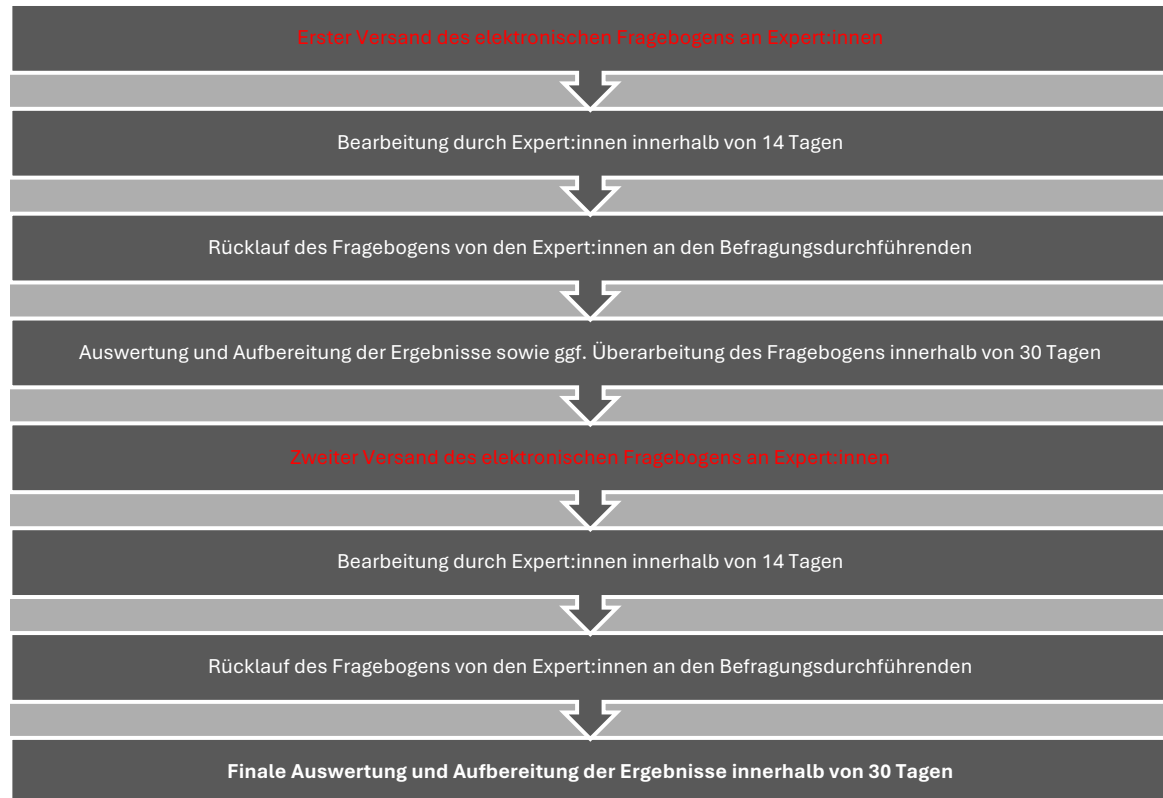 Erster Versand des elektronischen Fragebogens an Expert:innen
Bearbeitung durch Expert:innen innerhalb von 14 Tagen
Rücklauf des Fragebogens von den Expert:innen an den Befragungsdurchführenden
Auswertung und Aufbereitung der Ergebnisse sowie ggf. Überarbeitung des Fragebogens innerhalb von 30 Tagen
Zweiter Versand des elektronischen Fragebogens an Expert:innen
Bearbeitung durch Expert:innen innerhalb von 14 Tagen
Rücklauf des Fragebogens von den Expert:innen an den Befragungsdurchführenden
Finale Auswertung und Aufbereitung der Ergebnisse innerhalb von 30 Tagen